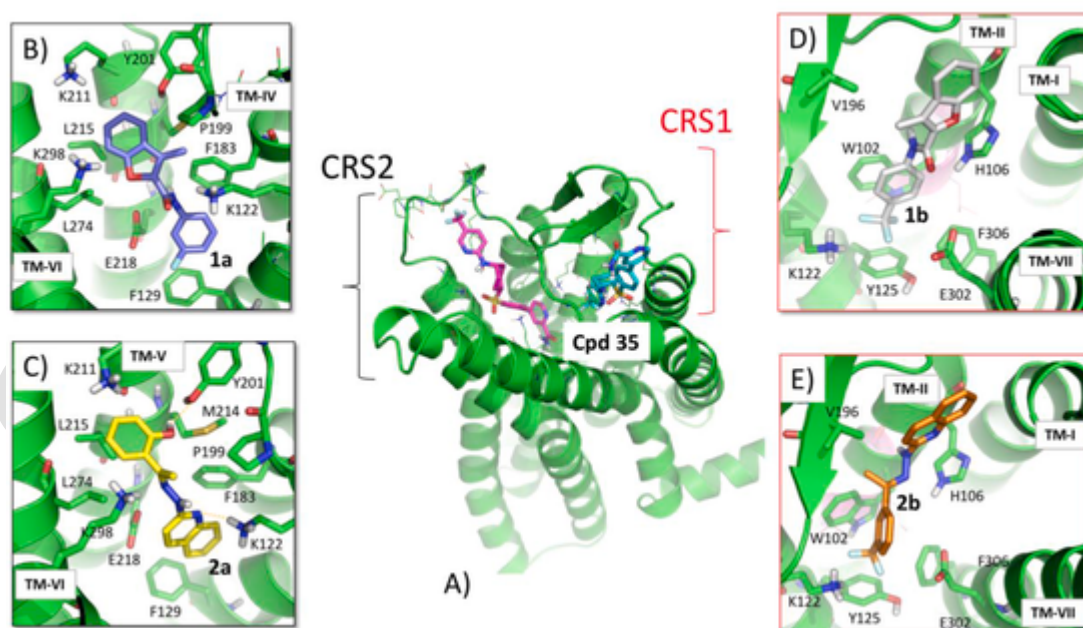 B)
Y201
K211
TM-IV
L215
P199
K298
F183
K122
L274
1a
TM-VI
E218
F129
C)
TM-V
K211
Y201
L215
M214
P199
L274
F183
K298
E218
K122
2a
TM-VI
F129
CRS2
CRS1
Cpd 35
A)
D)
TM-II
TM-I
V196
W102
H106
1b
K122
F306
TM-VII
Y125
E302
E)
TM-II
V196
TM-I
2b
H106
W102
F306
K122
Y125
E302
TM-VII